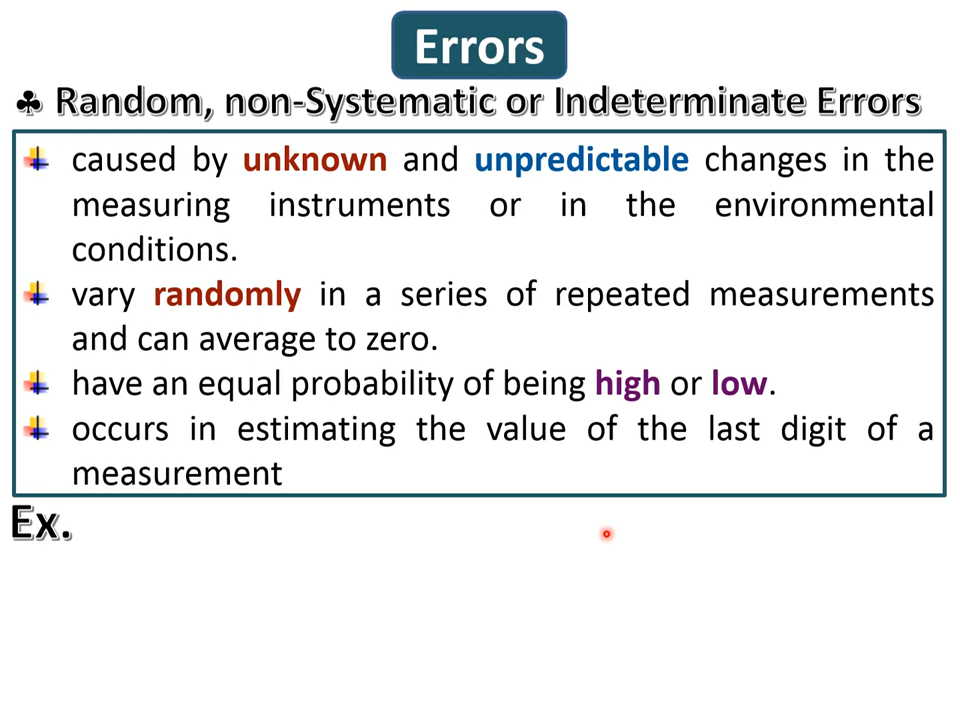 Errors
♣ Random, non-Systematic or Indeterminate Errors
caused by unknown and unpredictable changes in the
measuring instruments or in the environmental
conditions.
vary randomly in a series of repeated measurements
and can average to zero.
have an equal probability of being high or low.
occurs in estimating the value of the last digit of a
measurement
Ex.